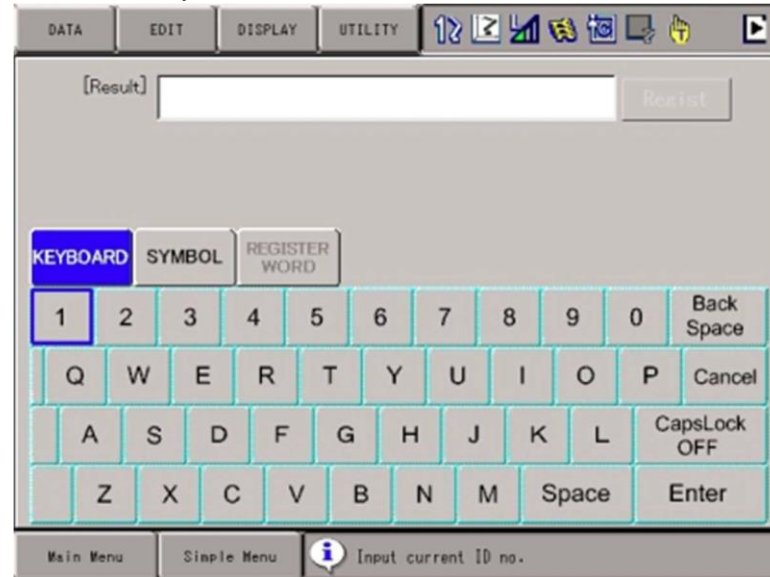 DATA EDIT DISPLAY UTILITY
[Result] Regist
KEYBOARD SYMBOL REGISTER WORD
1 2 3 4 5 6 7 8 9 0 Back Space
Q W E R T Y U I O P Cancel
A S D F G H J K L CapsLock OFF
Z X C V B N M Space Enter
Main Menu Simple Menu Input current ID no.